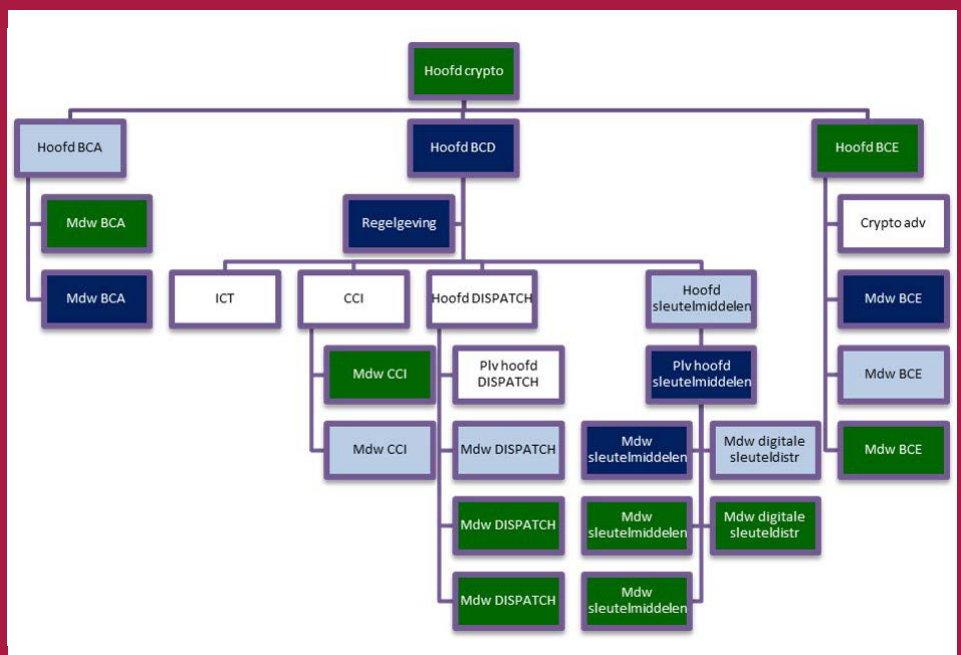 Hoofd crypto
Hoofd BCA
Hoofd BCD
Hoofd BCE
Mdw BCA
Regelgeving
Crypto adv
Mdw BCA
ICT
CCI
Hoofd DISPATCH
Hoofd
sleutelmiddelen
Mdw BCE
Mdw CCI
Plv hoofd
DISPATCH
Plv hoofd
sleutelmiddelen
Mdw BCE
Mdw CCI
Mdw DISPATCH
Mdw
sleutelmiddelen
Mdw digitale
sleuteldistr
Mdw BCE
Mdw DISPATCH
Mdw
sleutelmiddelen
Mdw digitale
sleuteldistr
Mdw DISPATCH
Mdw
sleutelmiddelen